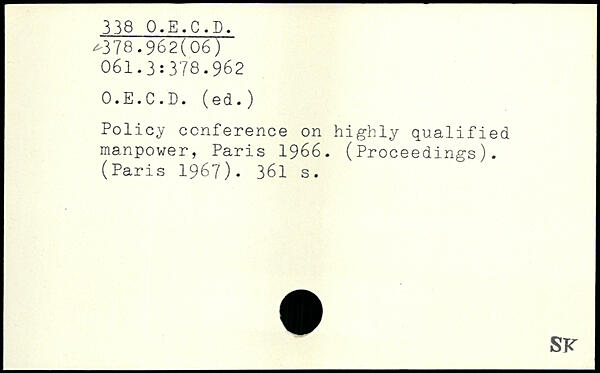 338 O.E.C.D.
378.962(06)
061.3:378.962
O.E.C.D. (ed.)
Policy conference on highly qualified
manpower, Paris 1966. (Proceedings).
(Paris 1967). 361 s.
SK